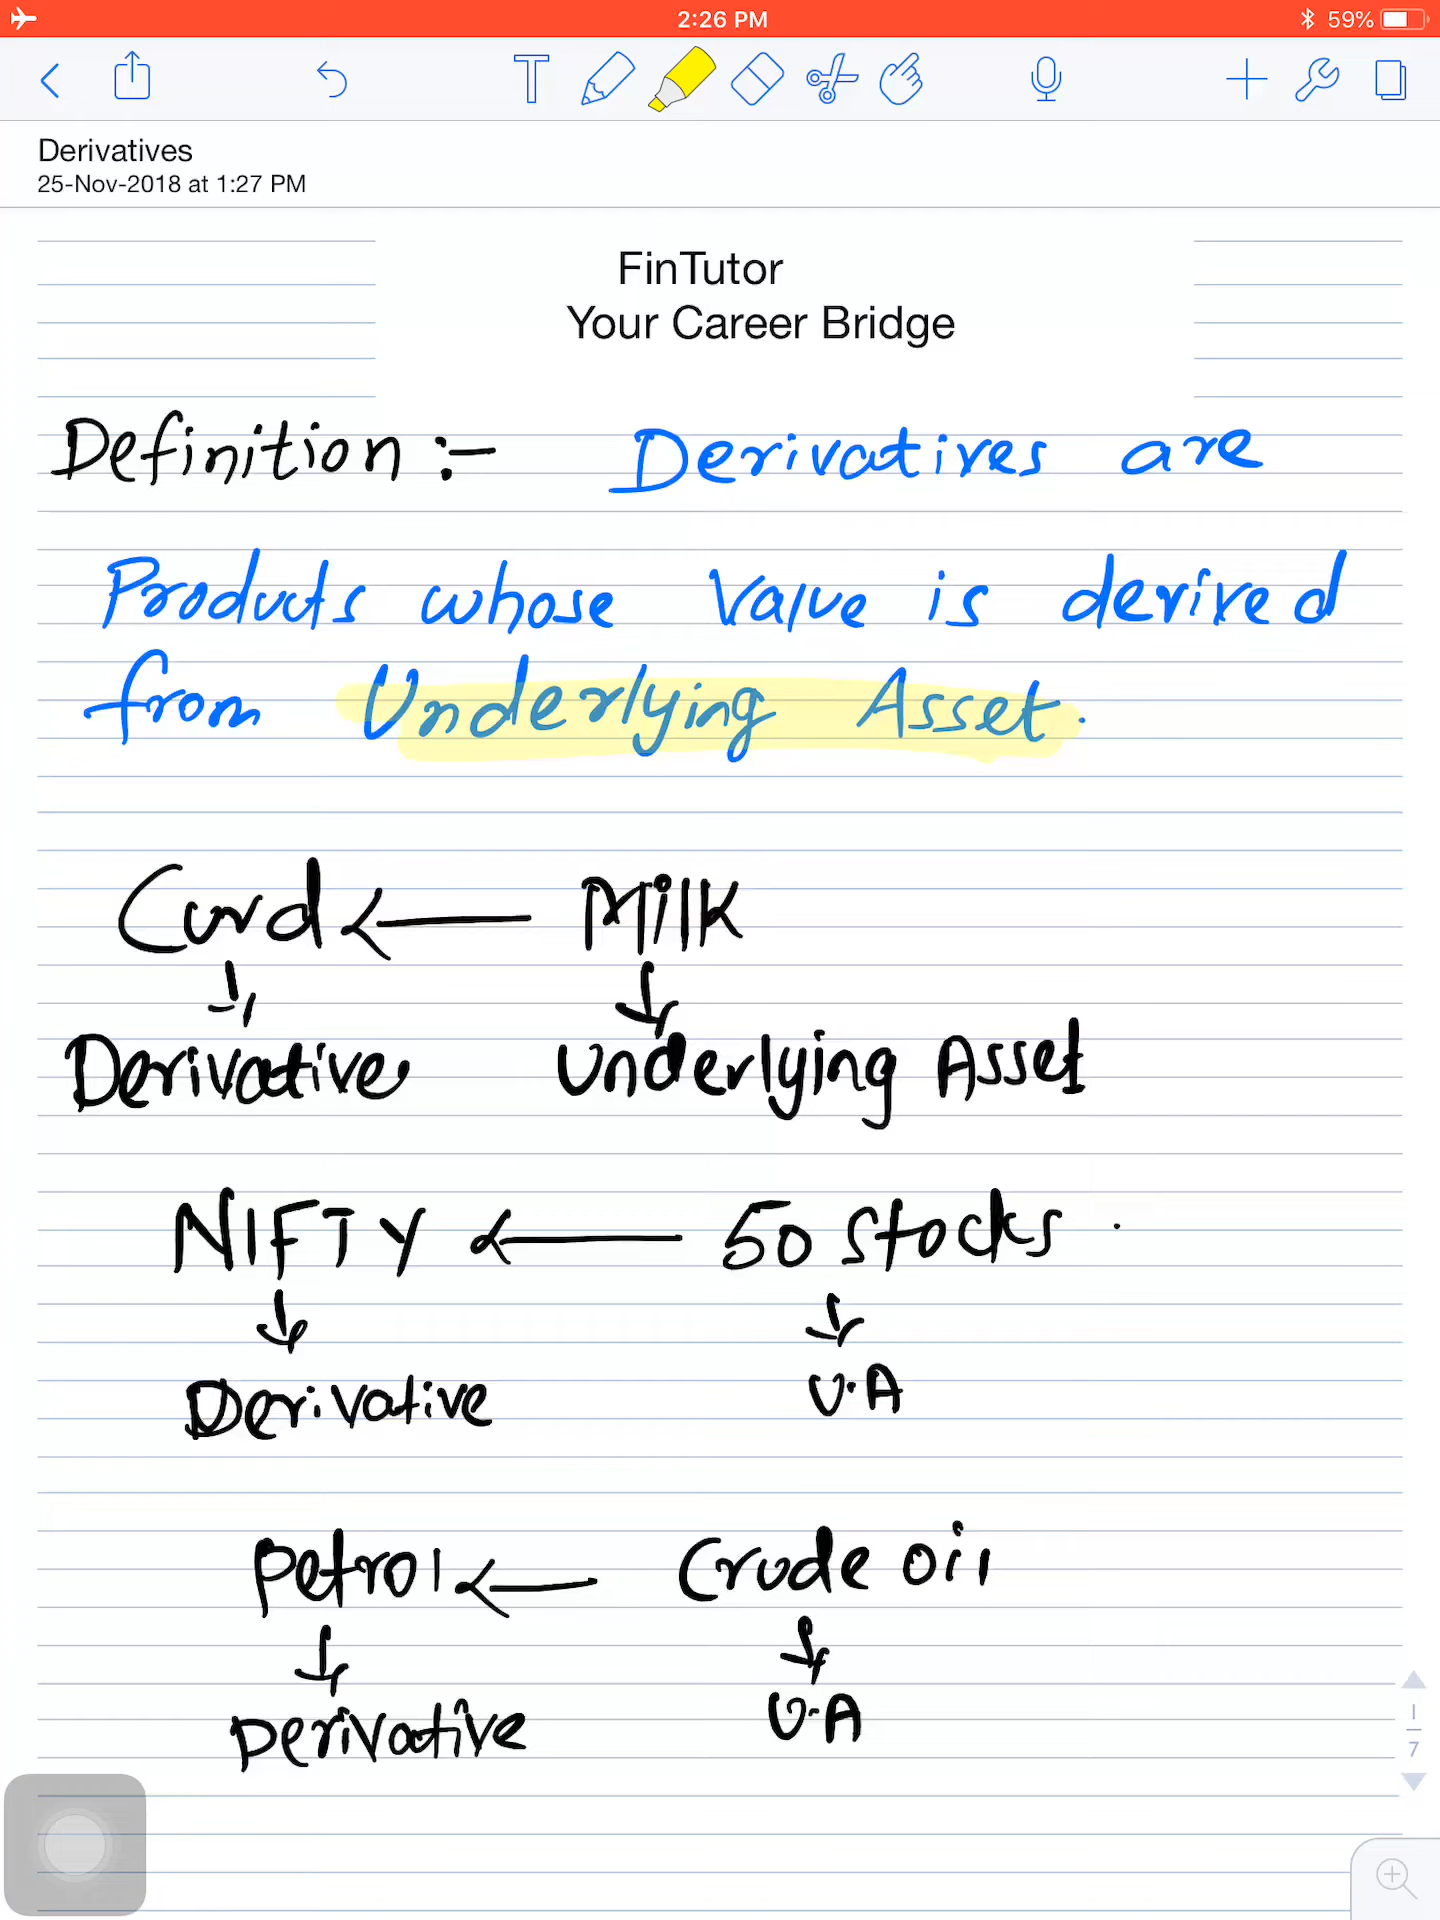 2:26 PM
59%
T
Derivatives
25-Nov-2018 at 1:27 PM
FinTutor
Your Career Bridge
Definition :- Derivatives are
Products whose Value is derived
from Underlying Asset.
Curd ← Milk
Derivative Underlying Asset
NIFTY ← 50 Stocks.
Derivative U.A
Petrol ← Crude oil
Derivative U.A
1
7